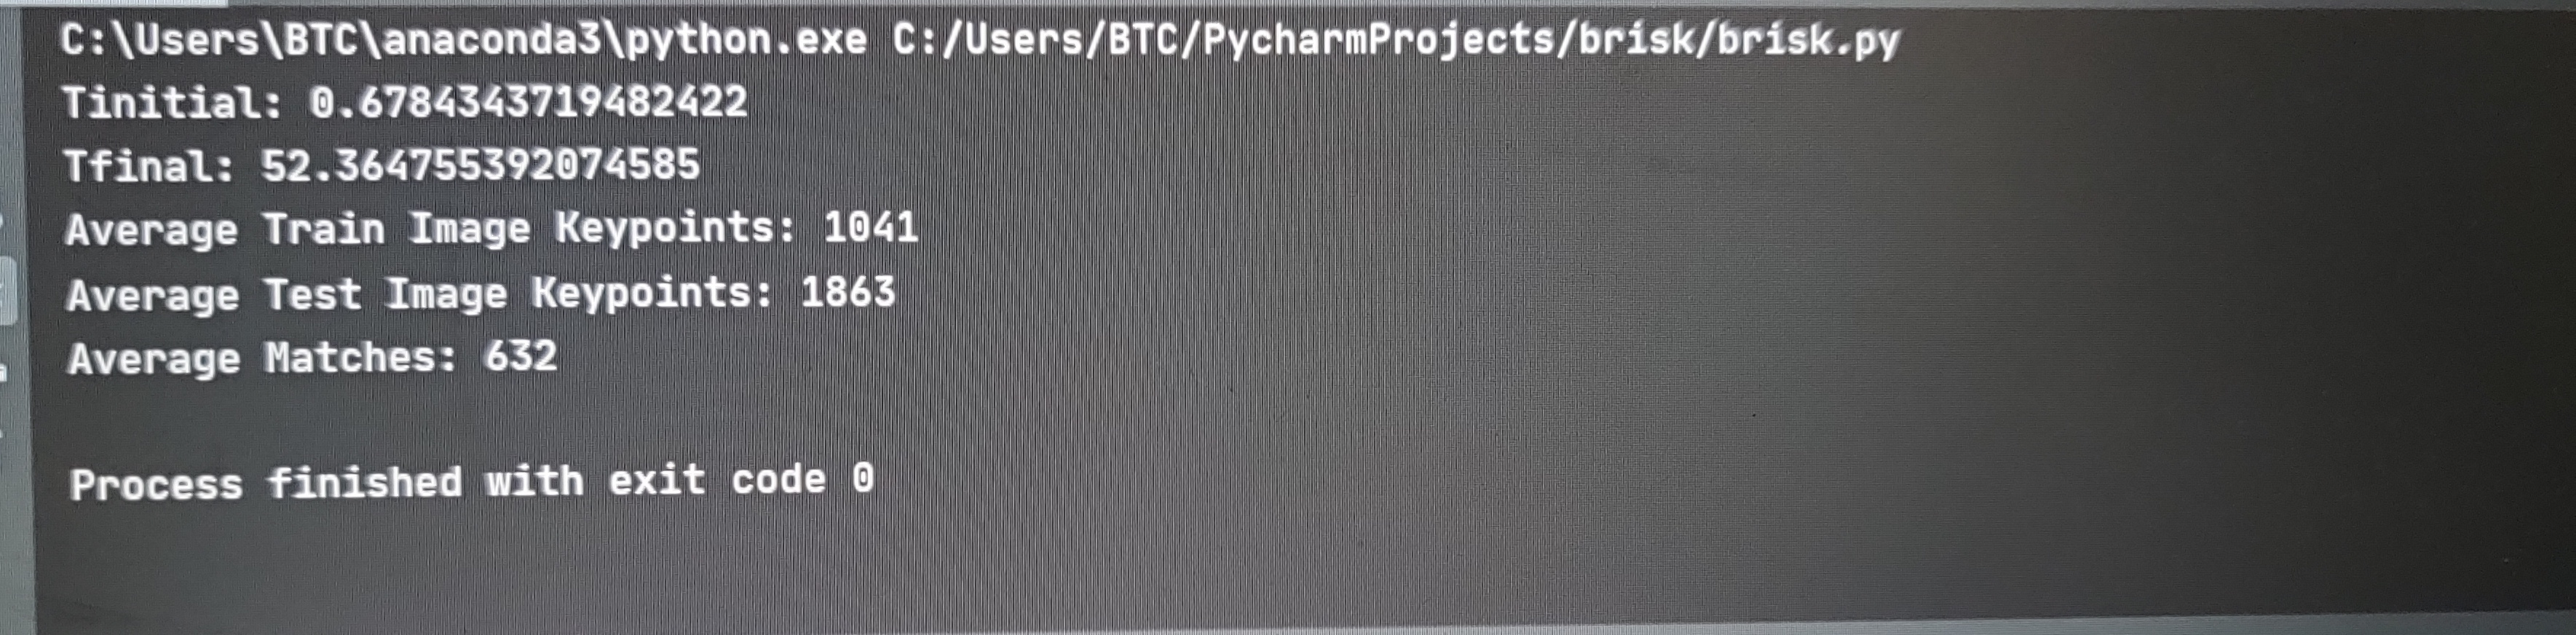 C:\Users\BTC\anaconda3\python.exe C:/Users/BTC/PycharmProjects/brisk/brisk.py
Tinitial: 0.6784343719482422
Tfinal: 52.364755392074585
Average Train Image Keypoints: 1041
Average Test Image Keypoints: 1863
Average Matches: 632
Process finished with exit code 0